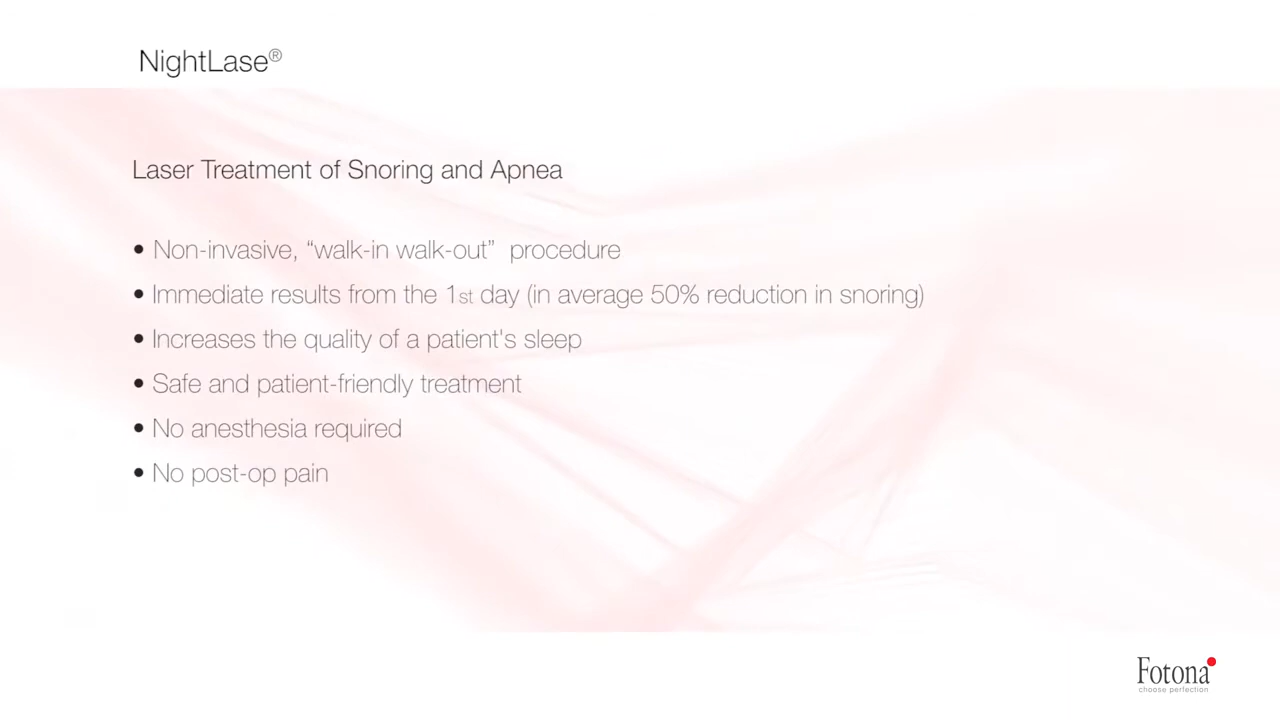 NightLase®
Laser Treatment of Snoring and Apnea
• Non-invasive, “walk-in walk-out” procedure
• Immediate results from the 1st day (in average 50% reduction in snoring)
• Increases the quality of a patient's sleep
• Safe and patient-friendly treatment
• No anesthesia required
• No post-op pain
Fotona
choose perfection